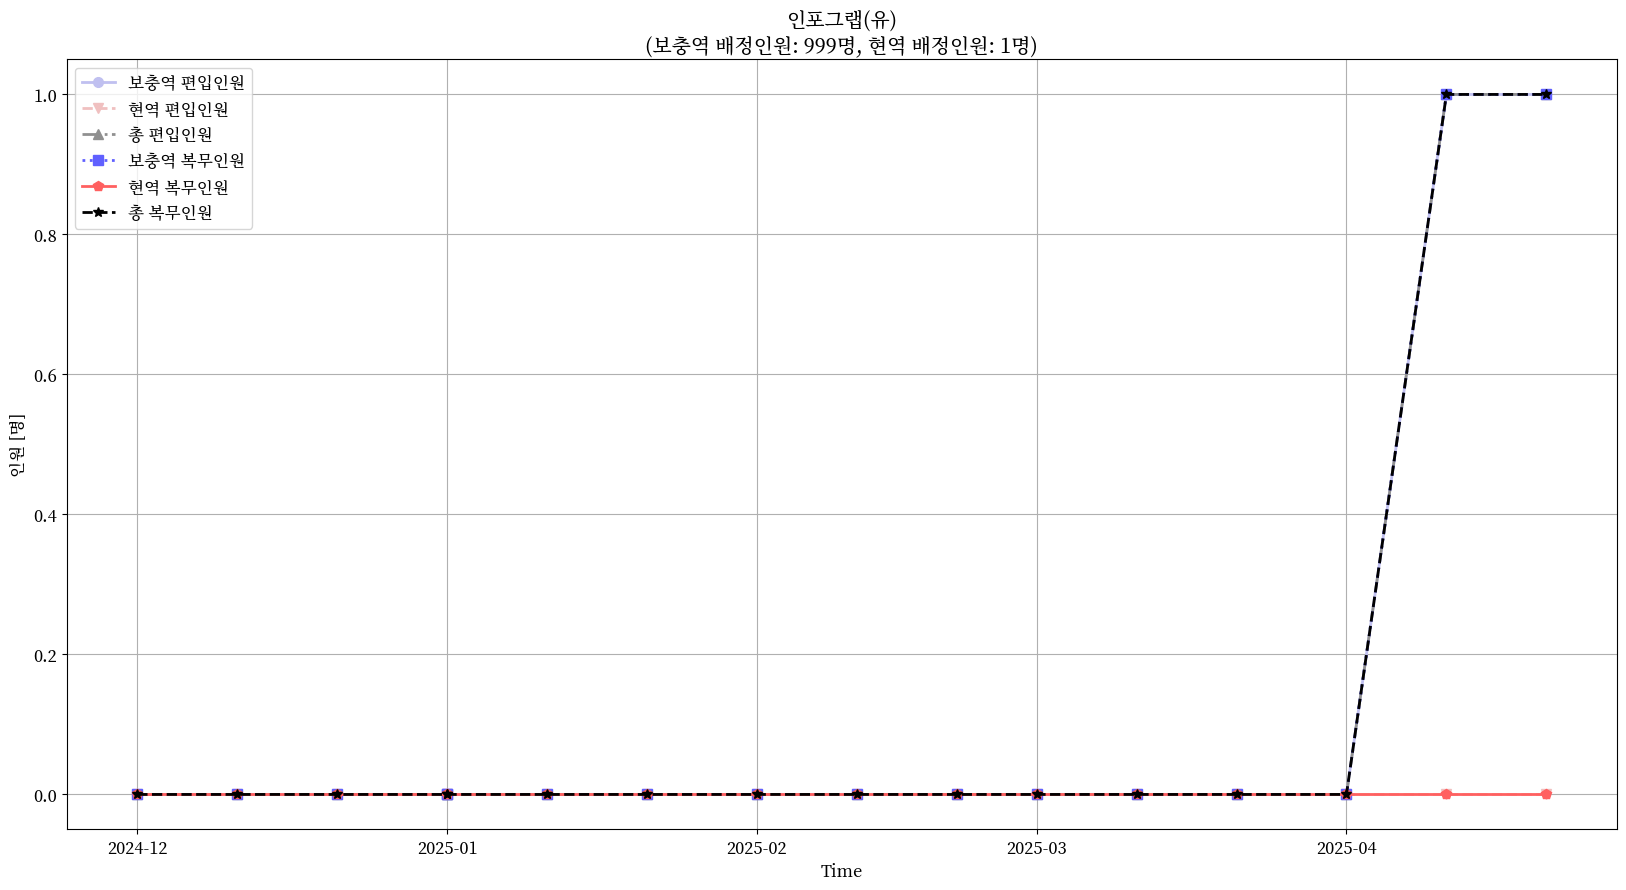 인포그랩(유)
(보충역 배정인원: 999명, 현역 배정인원: 1명)
보충역 편입인원
현역 편입인원
총 편입인원
보충역 복무인원
현역 복무인원
총 복무인원
인원 [명]
1.0
0.8
0.6
0.4
0.2
0.0
2024-12
2025-01
2025-02
2025-03
2025-04
Time